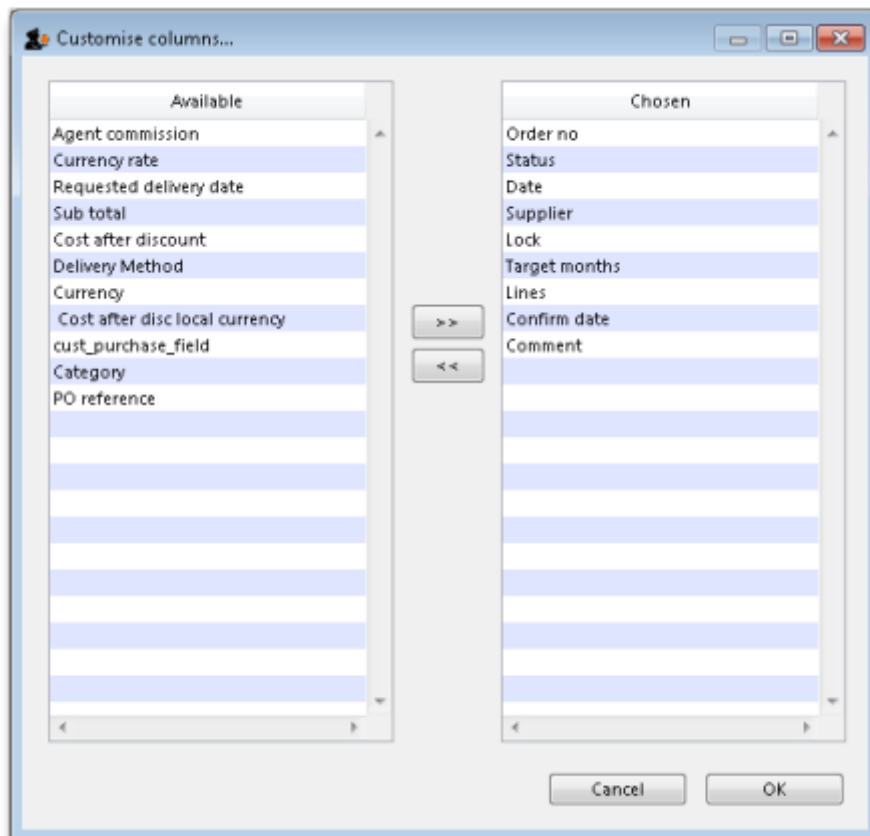 Customise columns...
Available
Agent commission
Currency rate
Requested delivery date
Sub total
Cost after discount
Delivery Method
Currency
Cost after disc local currency
cust_purchase_field
Category
PO reference
>>
<<
Chosen
Order no
Status
Date
Supplier
Lock
Target months
Lines
Confirm date
Comment
Cancel
OK